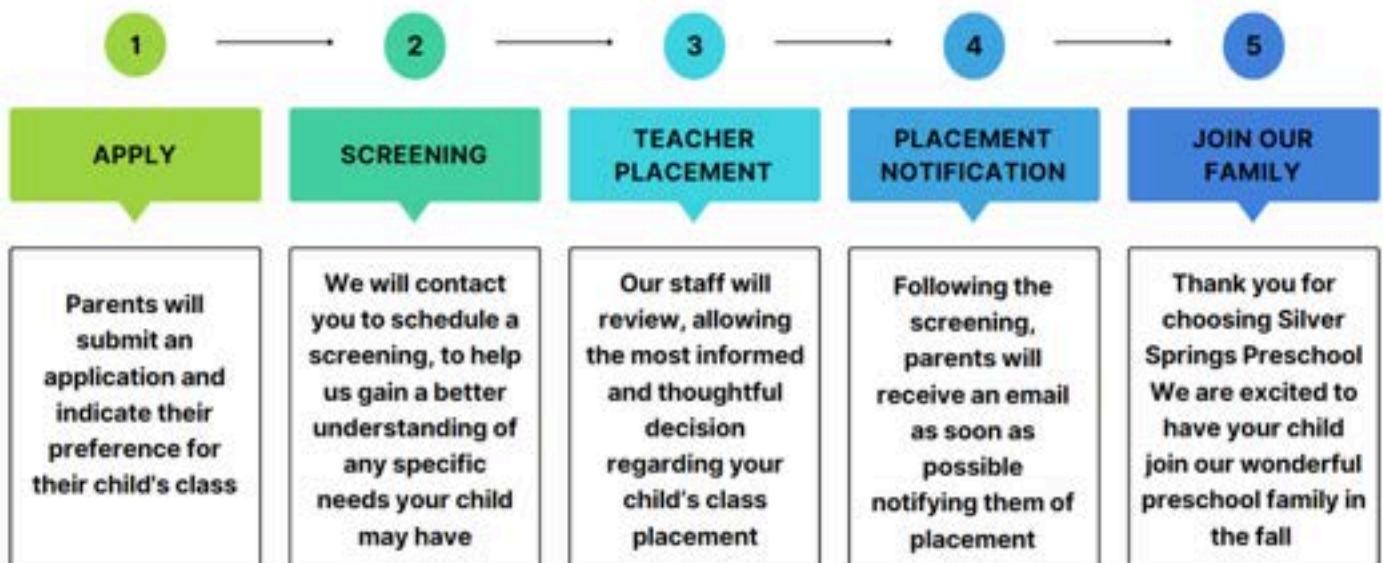 1
2
3
4
5
APPLY
SCREENING
TEACHER
PLACEMENT
PLACEMENT
NOTIFICATION
JOIN OUR
FAMILY
Parents will
submit an
application and
indicate their
preference for
their child's class
We will contact
you to schedule a
screening, to help
us gain a better
understanding of
any specific
needs your child
may have
Our staff will
review, allowing
the most informed
and thoughtful
decision
regarding your
child's class
placement
Following the
screening,
parents will
receive an email
as soon as
possible
notifying them of
placement
Thank you for
choosing Silver
Springs Preschool
We are excited to
have your child
join our wonderful
preschool family in
the fall